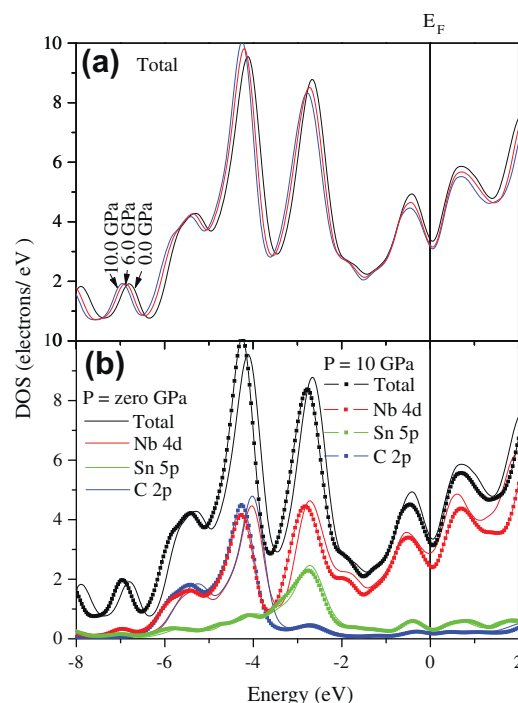 E_F
10
(a) Total
8
6
4
10.0 GPa
6.0 GPa
0.0 GPa
2
10
(b)
P = zero GPa
Total
Nb 4d
Sn 5p
C 2p
P = 10 GPa
Total
Nb 4d
Sn 5p
C 2p
8
6
4
2
0
DOS (electrons/ eV)
-8 -6 -4 -2 0 2
Energy (eV)